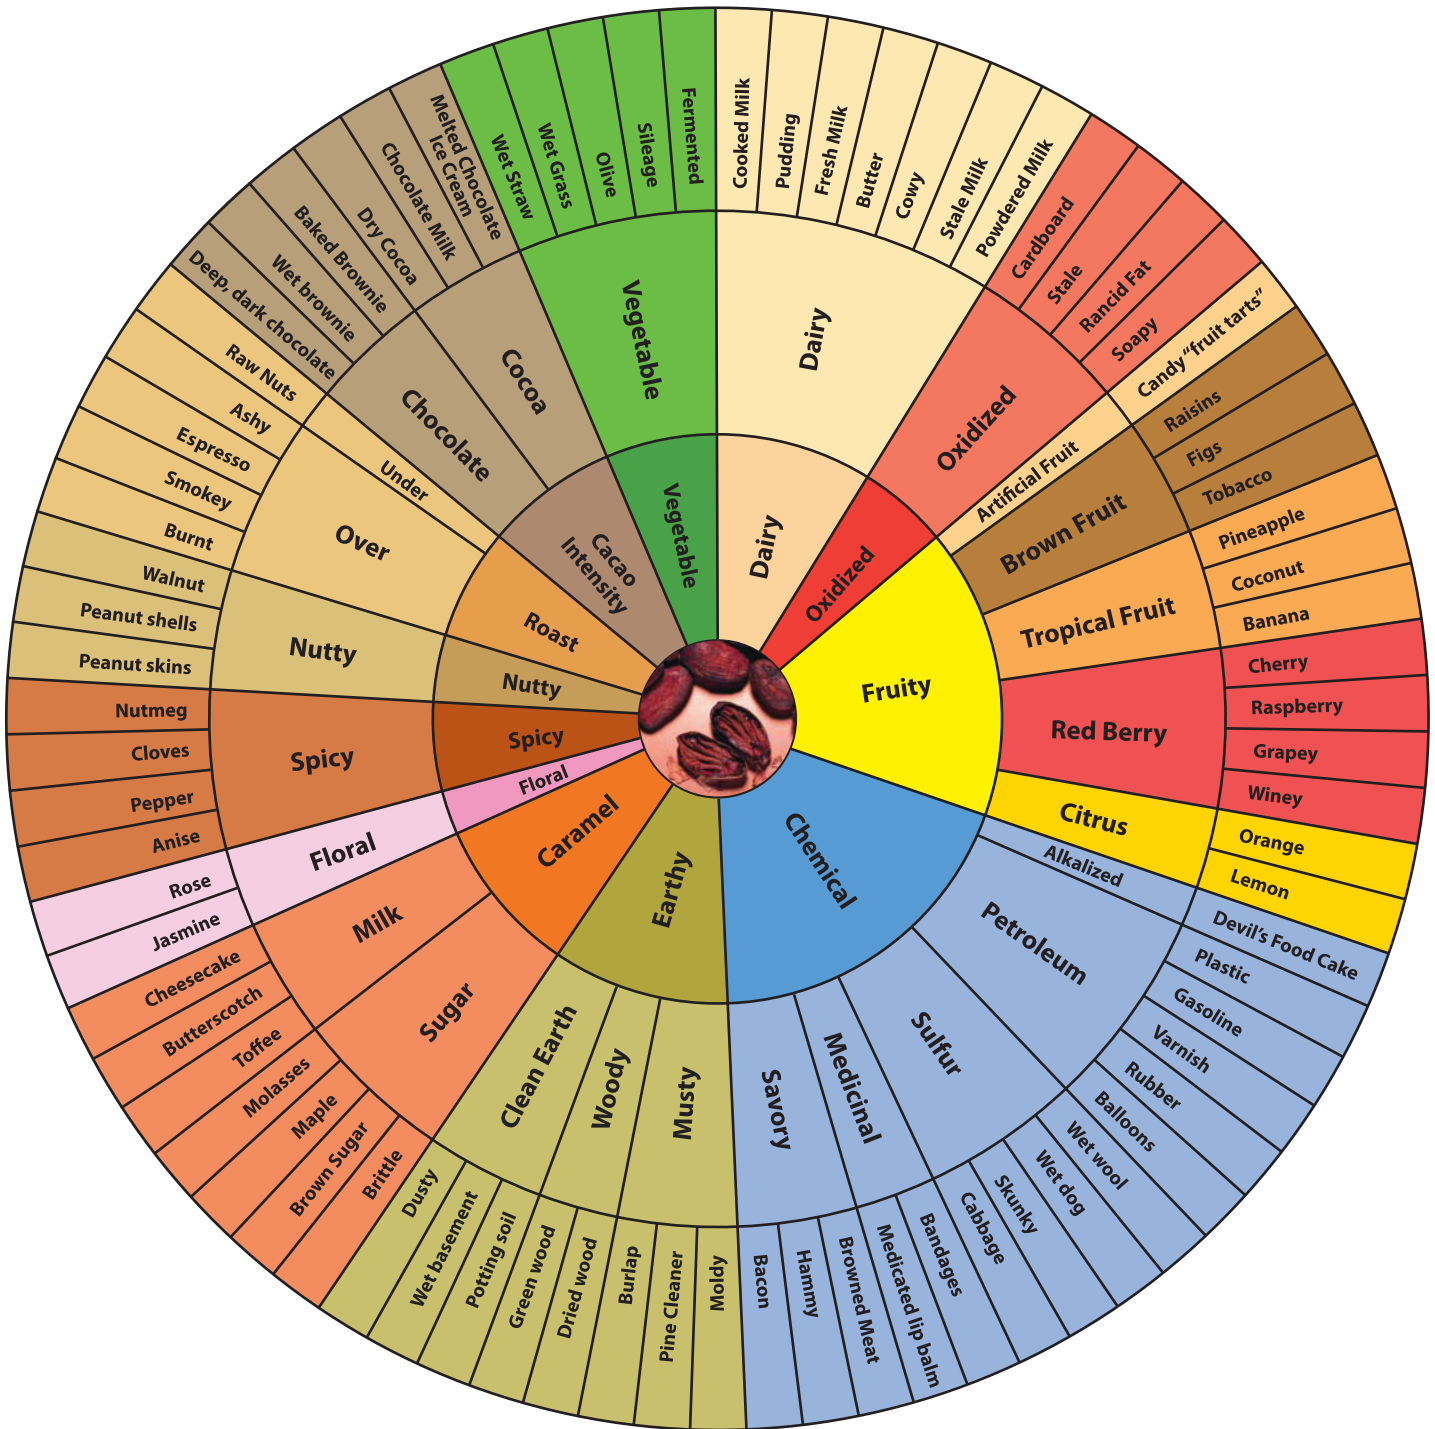 Dairy
Oxidized
Fruity
Chemical
Earthy
Caramel
Floral
Spicy
Nutty
Roast
Cacao
Intensity
Vegetable
Dairy
Oxidized
Artificial Fruit
Brown Fruit
Tropical Fruit
Red Berry
Citrus
Alkalized
Petroleum
Sulfur
Medicinal
Savory
Musty
Woody
Clean Earth
Sugar
Milk
Floral
Spicy
Nutty
Over
Under
Chocolate
Cocoa
Vegetable
Cooked Milk
Pudding
Fresh Milk
Butter
Cowy
Stale Milk
Powdered Milk
Cardboard
Stale
Rancid Fat
Soapy
Candy“fruit tarts”
Raisins
Figs
Tobacco
Pineapple
Coconut
Banana
Cherry
Raspberry
Grapey
Winey
Orange
Lemon
Devil’s Food Cake
Plastic
Gasoline
Varnish
Rubber
Balloons
Wet wool
Wet dog
Skunky
Cabbage
Bandages
Medicated lip balm
Browned Meat
Hammy
Bacon
Moldy
Pine Cleaner
Burlap
Dried wood
Green wood
Potting soil
Wet basement
Dusty
Brittle
Brown Sugar
Maple
Molasses
Toffee
Butterscotch
Cheesecake
Jasmine
Rose
Anise
Pepper
Cloves
Nutmeg
Peanut skins
Peanut shells
Walnut
Burnt
Smokey
Espresso
Ashy
Raw Nuts
Deep, dark chocolate
Wet brownie
Baked Brownie
Dry Cocoa
Chocolate Milk
Melted Chocolate
Ice Cream
Wet Straw
Wet Grass
Olive
Sileage
Fermented